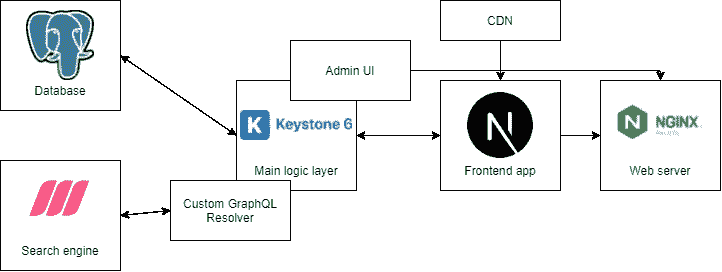 CDN
Admin UI
Database
Keystone 6
NGINX
Main logic layer
Frontend app
Web server
Custom GraphQL
Resolver
Search engine